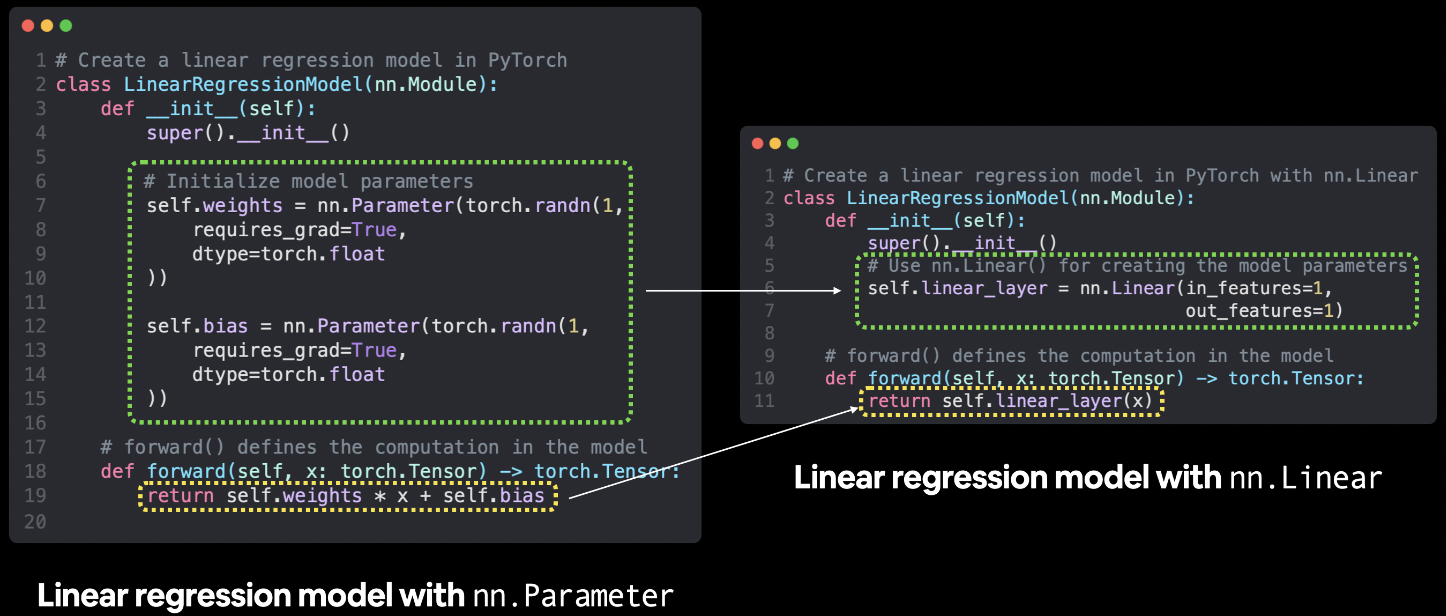 1 # Create a linear regression model in PyTorch
2 class LinearRegressionModel(nn.Module):
3     def __init__(self):
4         super().__init__()
5
6         # Initialize model parameters
7         self.weights = nn.Parameter(torch.randn(1,
8             requires_grad=True,
9             dtype=torch.float
10         ))
11
12         self.bias = nn.Parameter(torch.randn(1,
13             requires_grad=True,
14             dtype=torch.float
15         ))
16
17     # forward() defines the computation in the model
18     def forward(self, x: torch.Tensor) -> torch.Tensor:
19         return self.weights * x + self.bias
20
Linear regression model with nn.Parameter
1 # Create a linear regression model in PyTorch with nn.Linear
2 class LinearRegressionModel(nn.Module):
3     def __init__(self):
4         super().__init__()
5         # Use nn.Linear() for creating the model parameters
6         self.linear_layer = nn.Linear(in_features=1,
7                                       out_features=1)
8
9     # forward() defines the computation in the model
10     def forward(self, x: torch.Tensor) -> torch.Tensor:
11         return self.linear_layer(x)
Linear regression model with nn.Linear